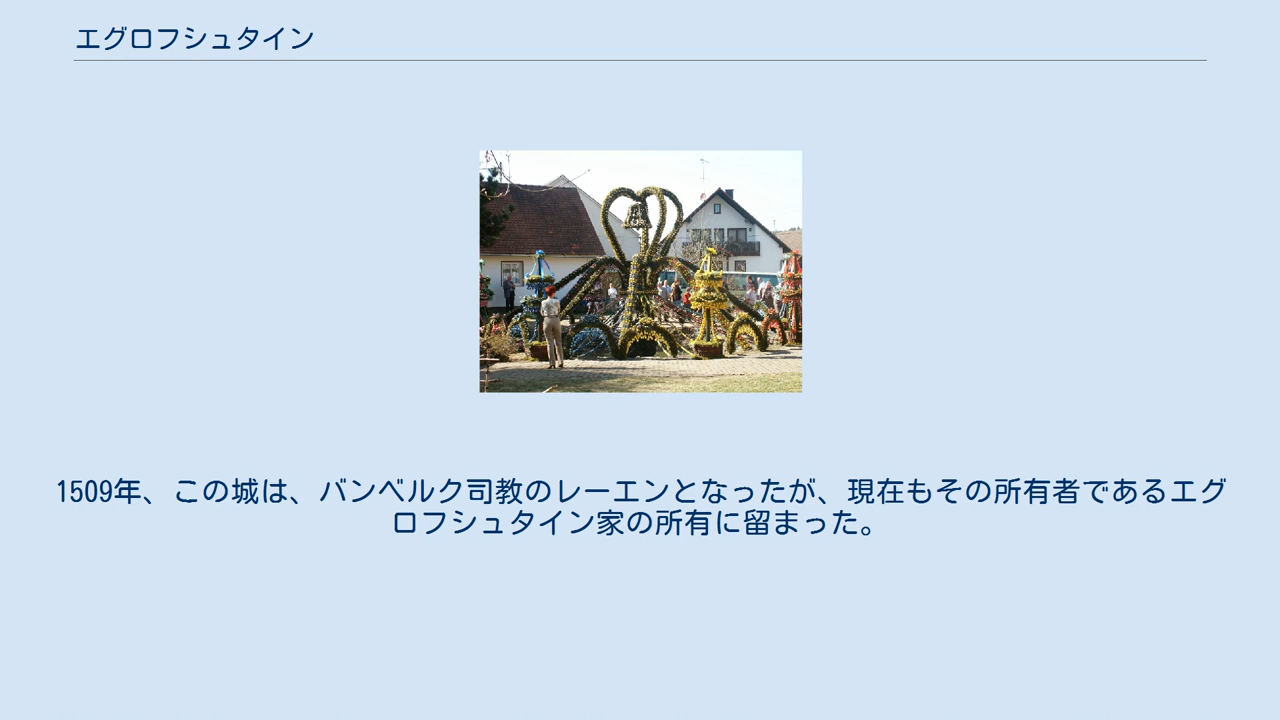 エグロフシュタイン
1509年、この城は、バンベルク司教のレーエンとなったが、現在もその所有者であるエグ
ロフシュタイン家の所有に留まった。